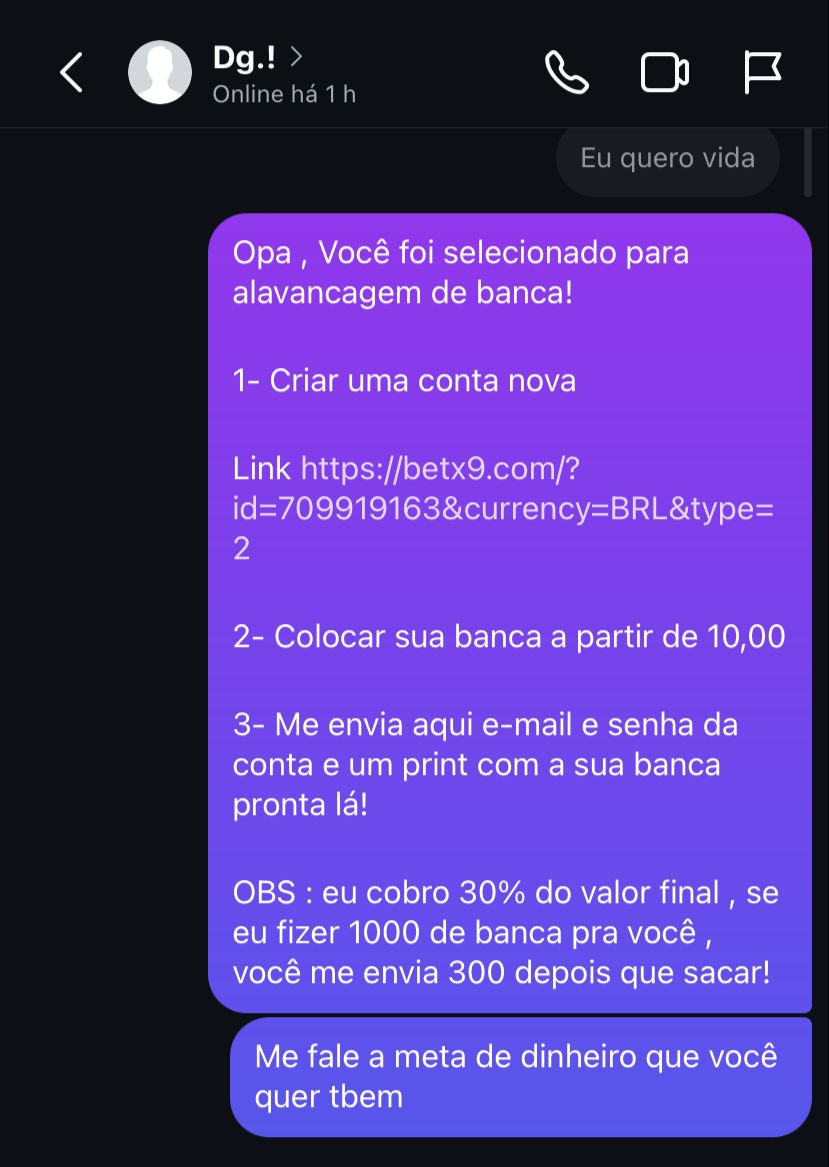 Dg.!
Online há 1 h
Eu quero vida
Opa , Você foi selecionado para
alavancagem de banca!
1- Criar uma conta nova
Link https://betx9.com/?
id=709919163&currency=BRL&type=
2
2- Colocar sua banca a partir de 10,00
3- Me envia aqui e-mail e senha da
conta e um print com a sua banca
pronta lá!
OBS : eu cobro 30% do valor final , se
eu fizer 1000 de banca pra você ,
você me envia 300 depois que sacar!
Me fale a meta de dinheiro que você
quer tbem